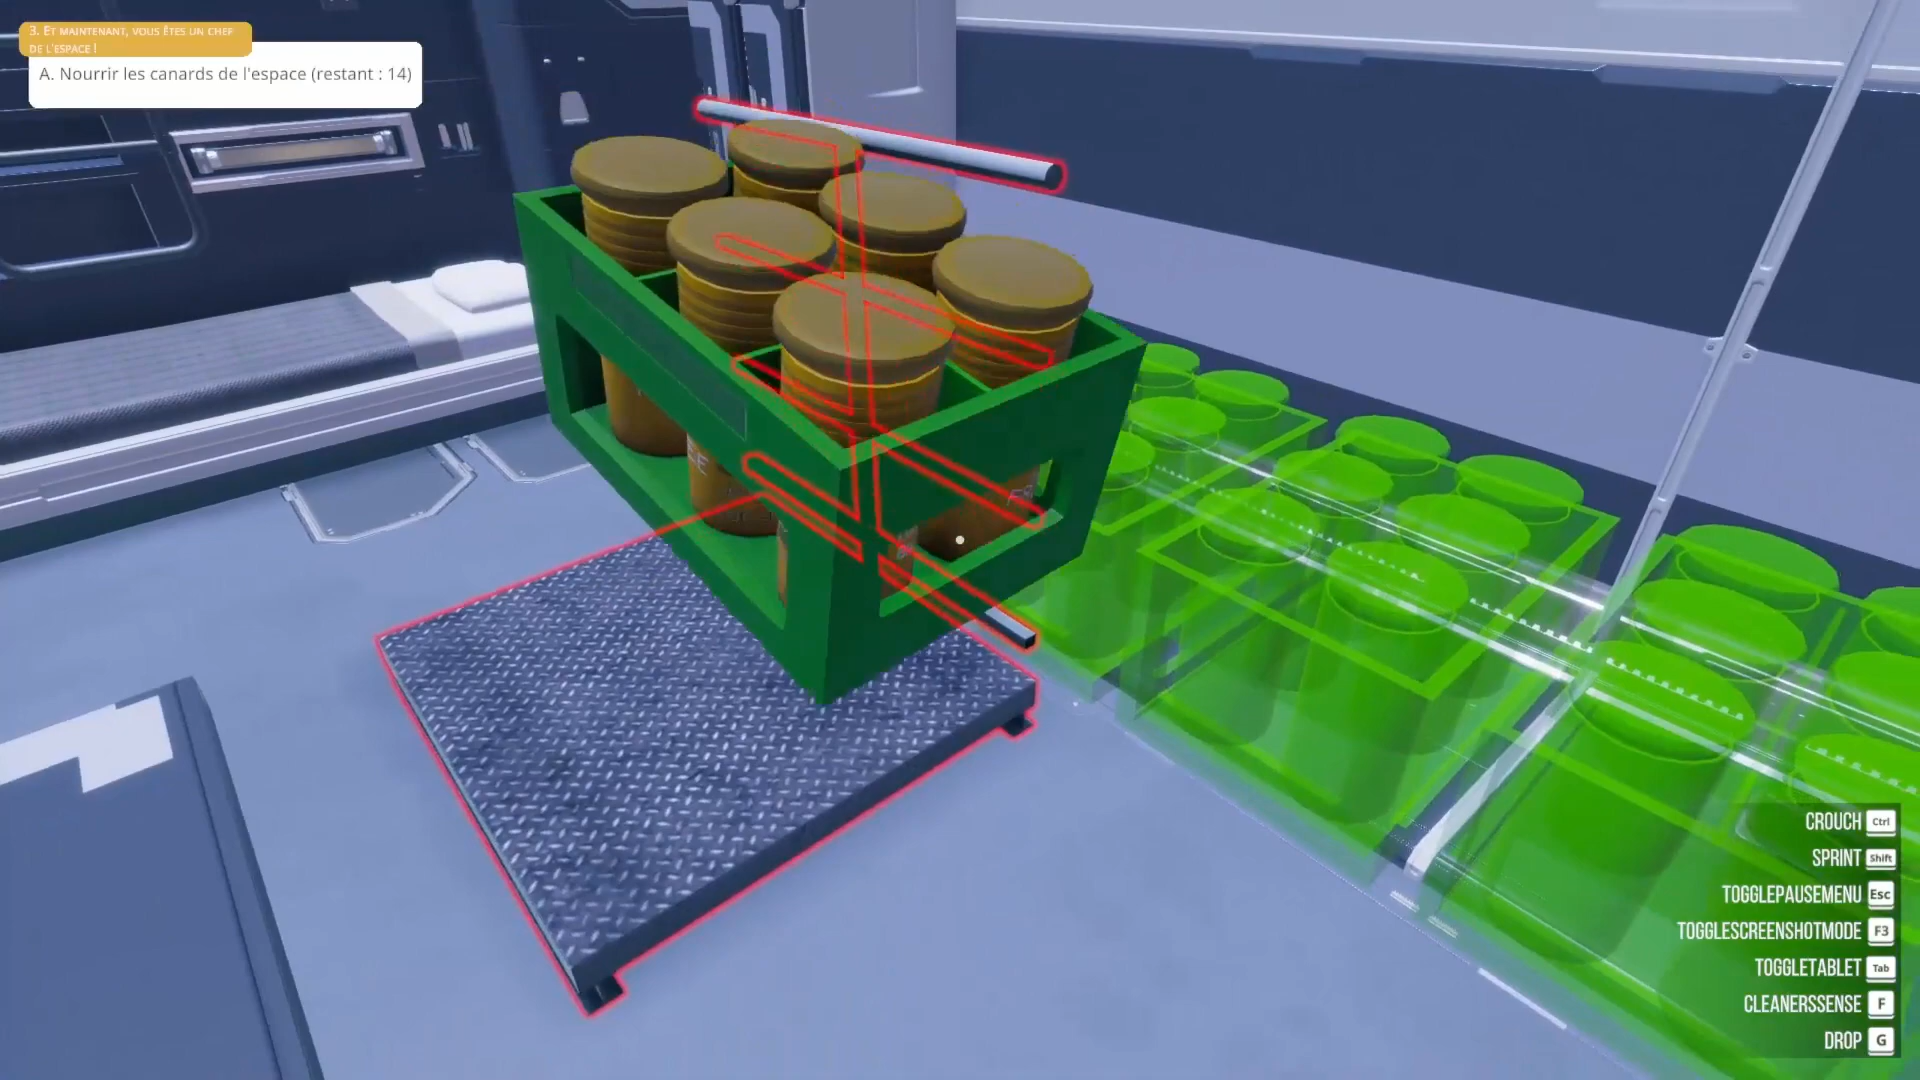 3. Et maintenant, vous êtes un chef
de l'espace !
A. Nourrir les canards de l'espace (restant : 14)
CROUCH Ctrl
SPRINT Shift
TOGGLEPAUSEMENU Esc
TOGGLESCREENSHOTMODE F3
TOGGLETABLET Tab
CLEANERSSENSE F
DROP G